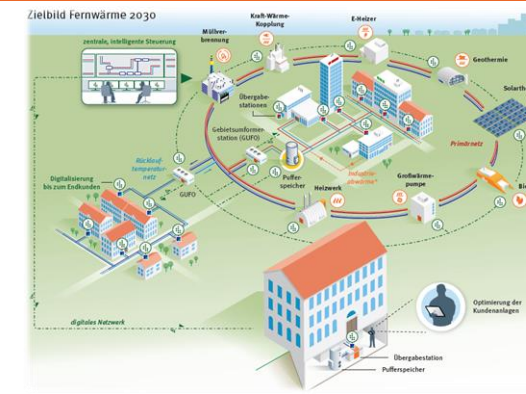 Zielbild Fernwärme 2030
Kraft-Wärme-
Kopplung
E-Heizer
Müllver-
brennung
zentrale, intelligente Steuerung
Geothermie
Solarth
Übergabe-
stationen
Gebietsumformer-
station (GUFO)
Primärnetz
Rücklauf-
temperatur-
netz
Industrie-
abwärme*
Digitalisierung
bis zum Endkunden
Puffer-
speicher
Großwärme-
pumpe
GUFO
Heizwerk
Bi
digitales Netzwerk
Optimierung der
Kundenanlagen
Übergabestation
Pufferspeicher